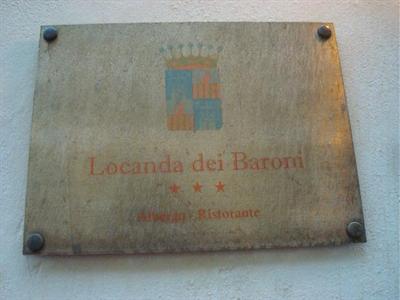 Locanda dei Baroni
★ ★ ★
Albergo - Ristorante